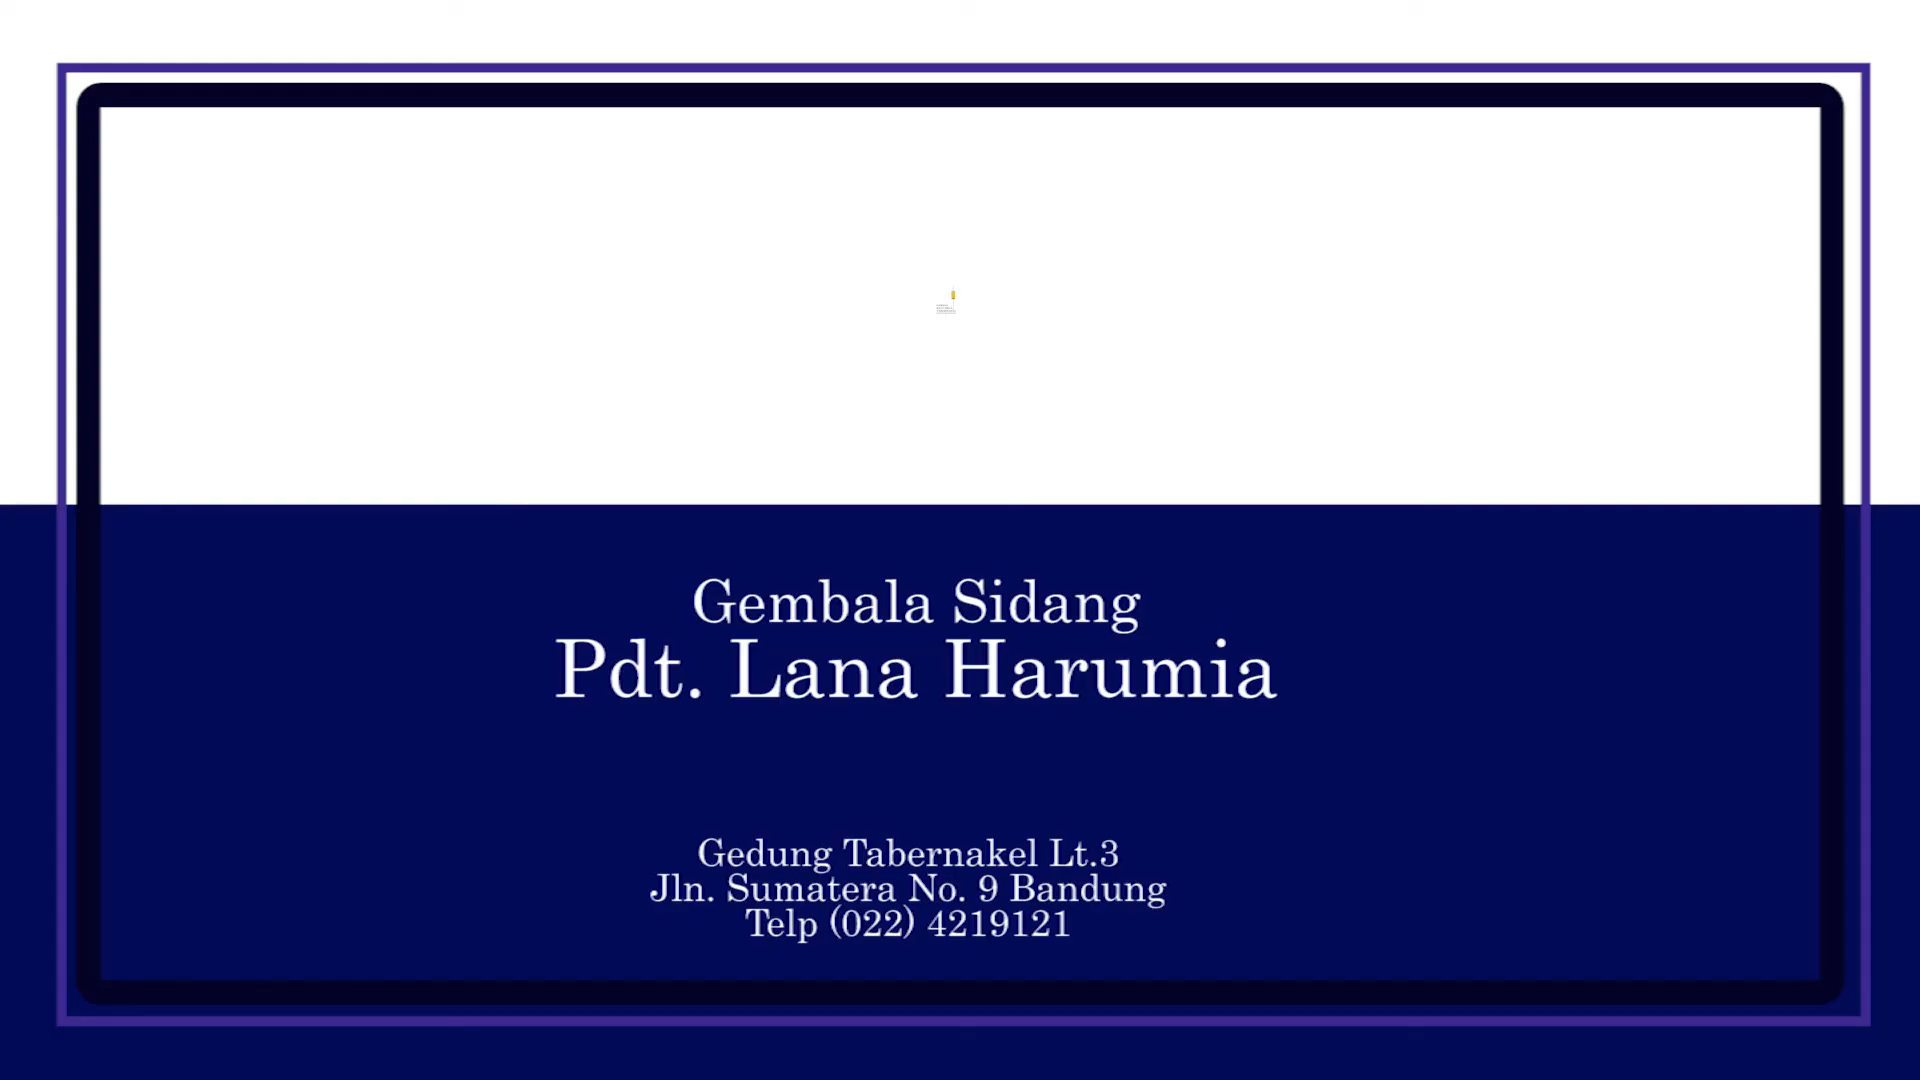 Gembala Sidang
Pdt. Lana Harumia
Gedung Tabernakel Lt.3
Jln. Sumatera No. 9 Bandung
Telp (022) 4219121